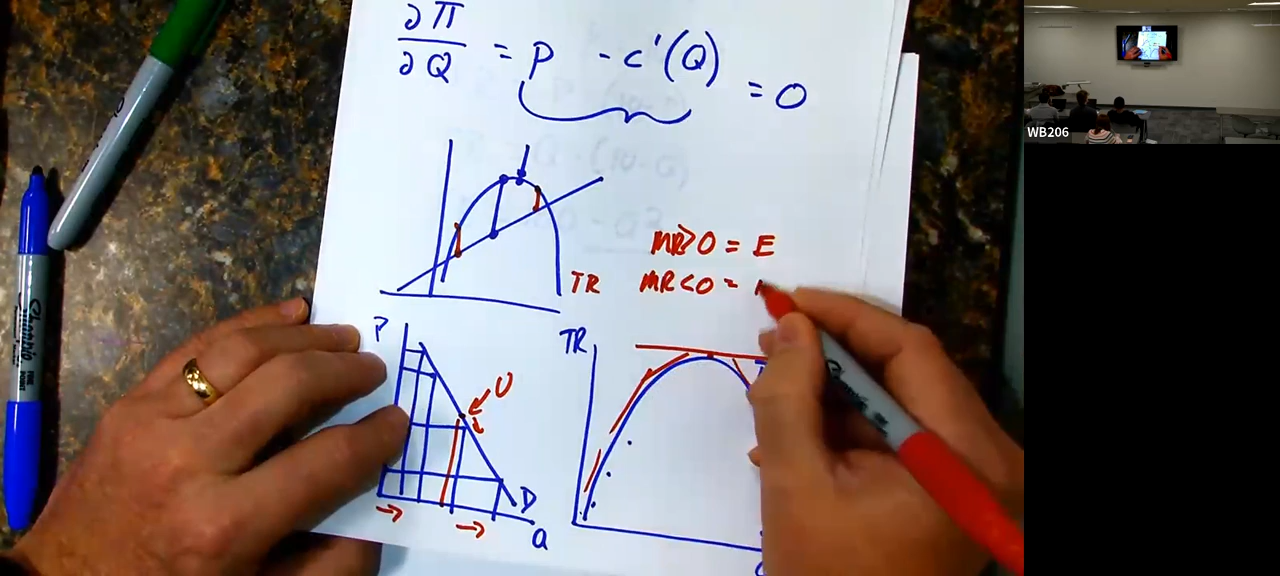 ∂Π/∂Q = P - c'(Q) = 0
MR>0 = E
MR<0 =
TR
P
TR
U
D
Q
Sharpie
WB206